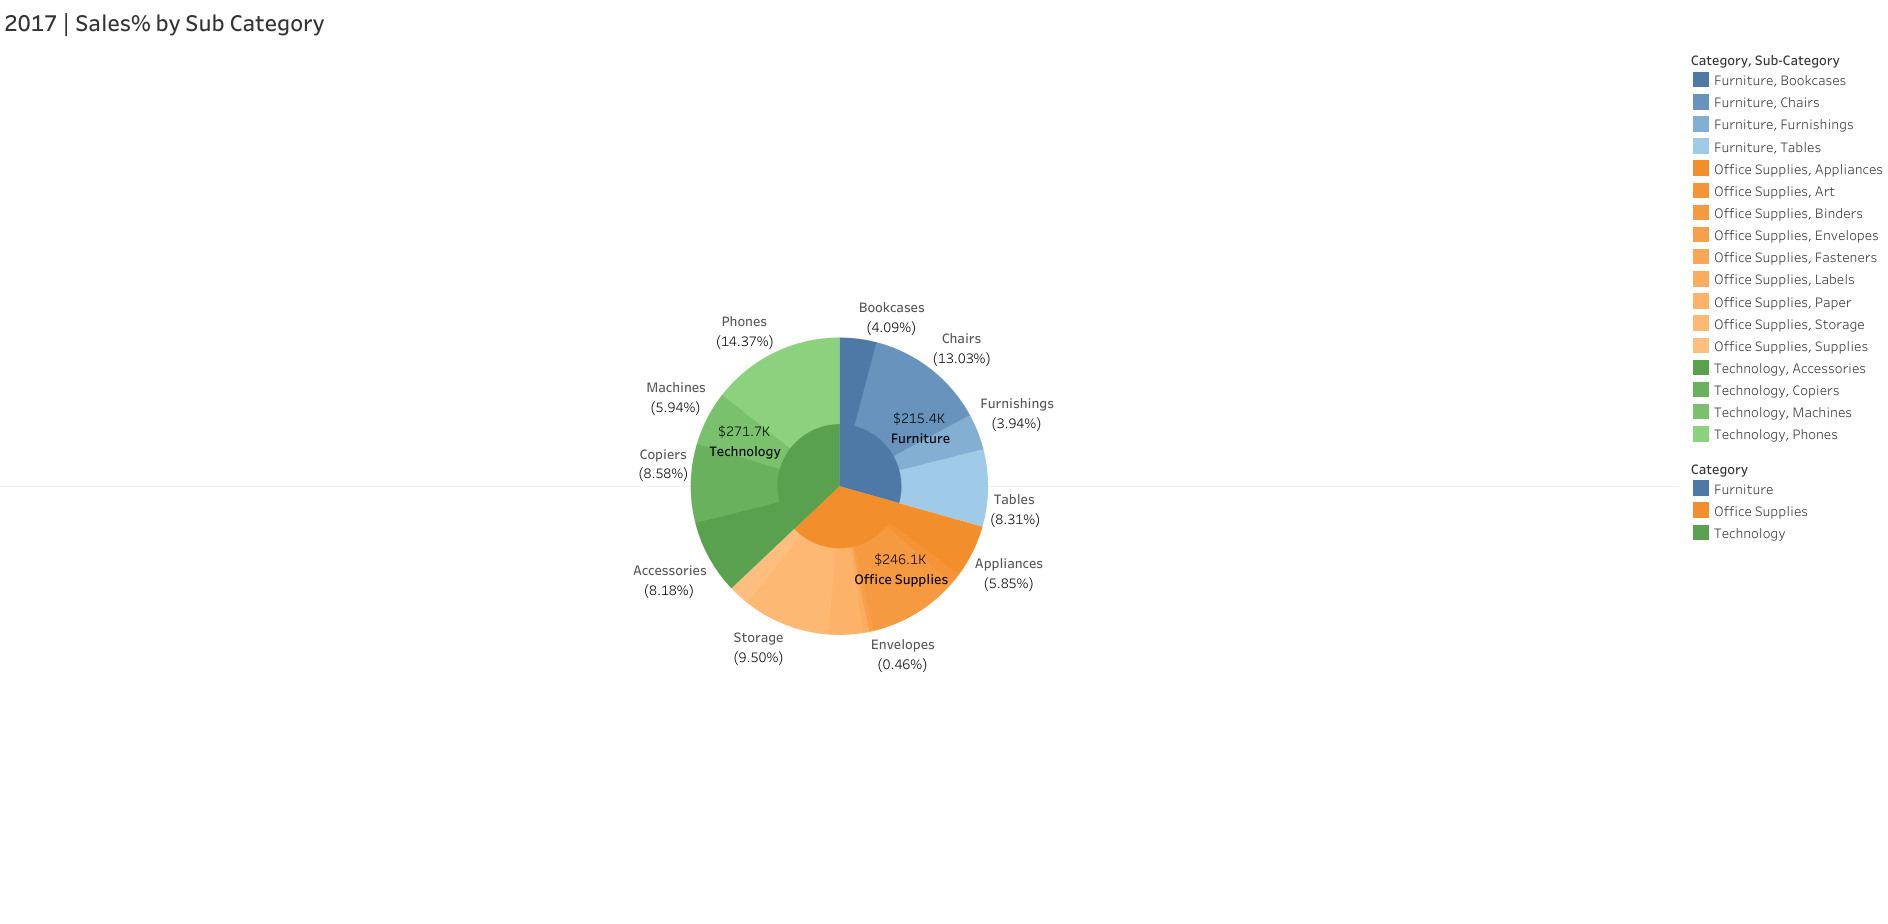 2017 | Sales% by Sub Category
Category, Sub-Category
Furniture, Bookcases
Furniture, Chairs
Furniture, Furnishings
Furniture, Tables
Office Supplies, Appliances
Office Supplies, Art
Office Supplies, Binders
Office Supplies, Envelopes
Office Supplies, Fasteners
Office Supplies, Labels
Office Supplies, Paper
Office Supplies, Storage
Office Supplies, Supplies
Technology, Accessories
Technology, Copiers
Technology, Machines
Technology, Phones
Category
Furniture
Office Supplies
Technology
Bookcases
(4.09%)
Chairs
(13.03%)
Furnishings
(3.94%)
Tables
(8.31%)
Appliances
(5.85%)
Envelopes
(0.46%)
Storage
(9.50%)
Accessories
(8.18%)
Copiers
(8.58%)
Machines
(5.94%)
Phones
(14.37%)
$215.4K
Furniture
$246.1K
Office Supplies
$271.7K
Technology